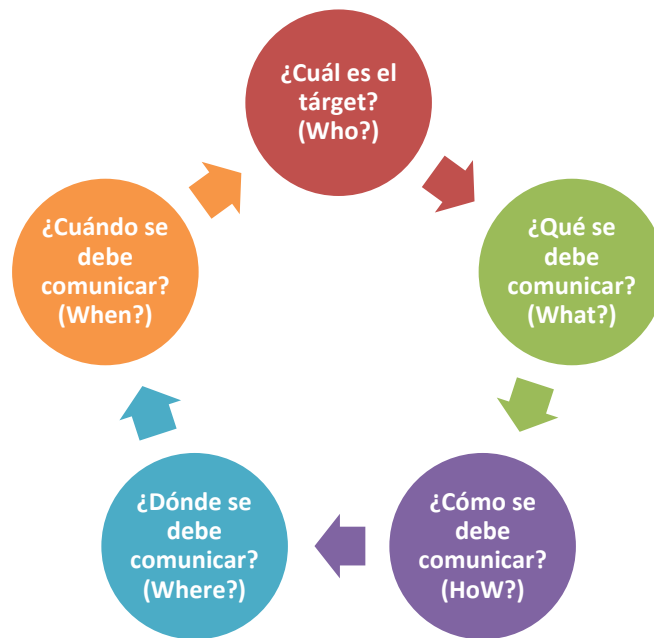 ¿Cuál es el
tárget?
(Who?)
¿Qué se
debe
comunicar?
(What?)
¿Cómo se
debe
comunicar?
(HoW?)
¿Dónde se
debe
comunicar?
(Where?)
¿Cuándo se
debe
comunicar?
(When?)